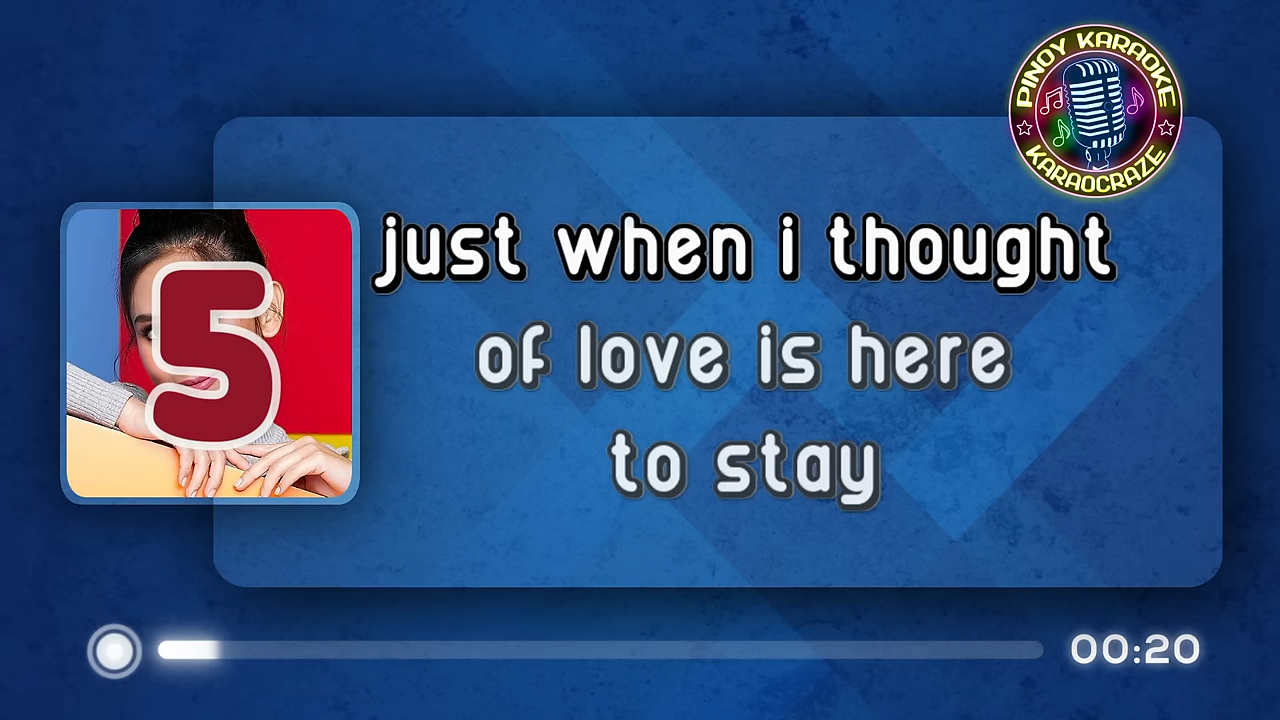 PINOY KARAOKE
KARAOCRAZE
5
just when i thought
of love is here
to stay
00:20